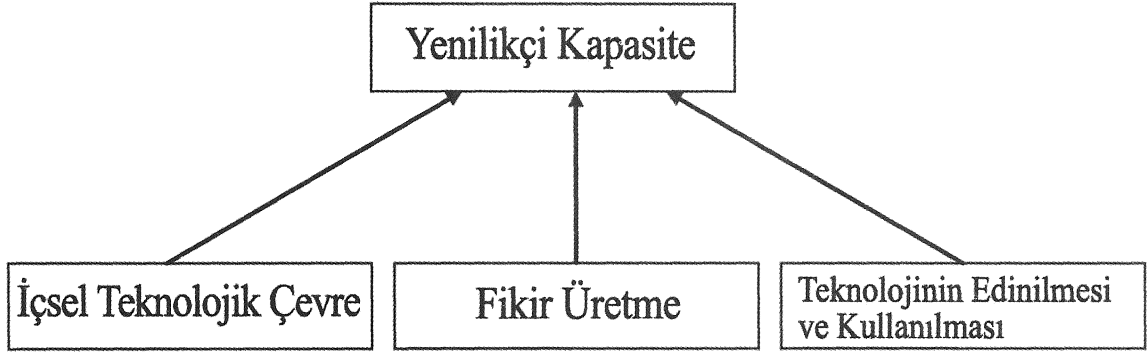 Yenilikçi Kapasite
İçsel Teknolojik Çevre
Fikir Üretme
Teknolojinin Edinilmesi
ve Kullanılması